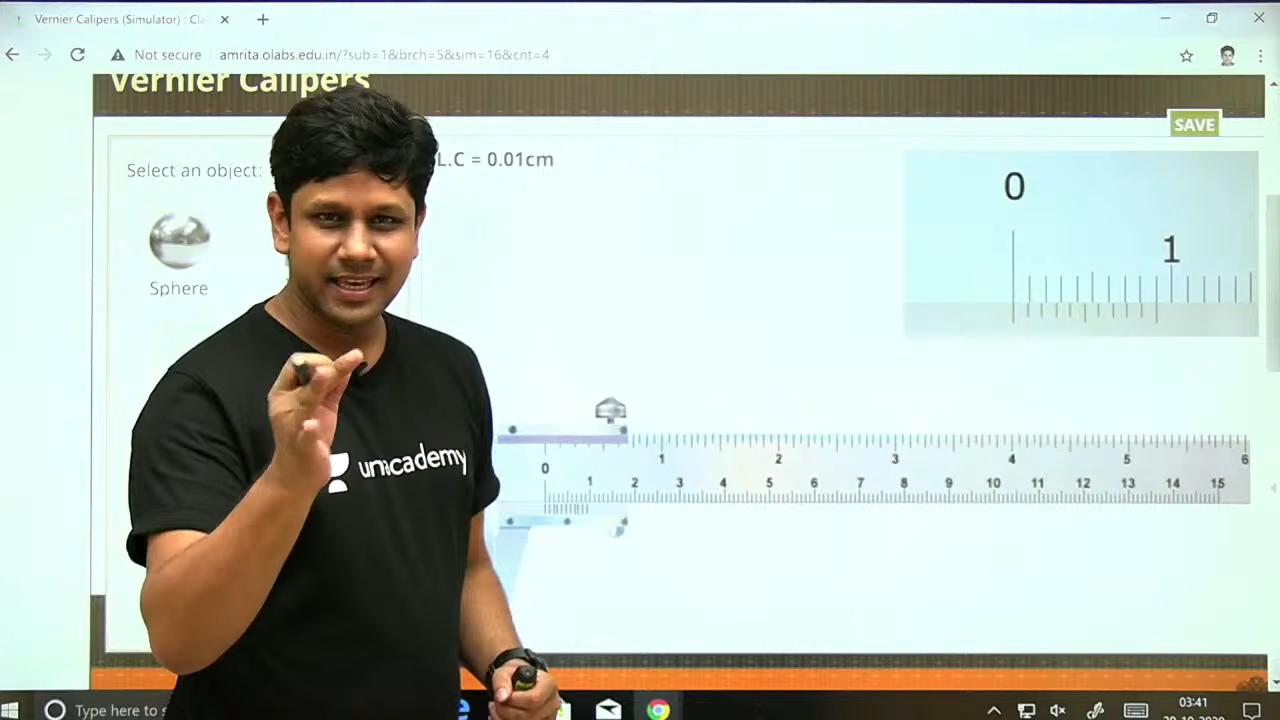 Vernier Calipers (Simulator) : Cla
Not secure
amrita.olabs.edu.in/?sub=1&brch=5&sim=16&cnt=4
Vernier Calipers
SAVE
Select an object:
L.C = 0.01cm
Sphere
0
1
unacademy
0 1 2 3 4 5 6
1 2 3 4 5 6 7 8 9 10 11 12 13 14 15
Type here to s
03:41